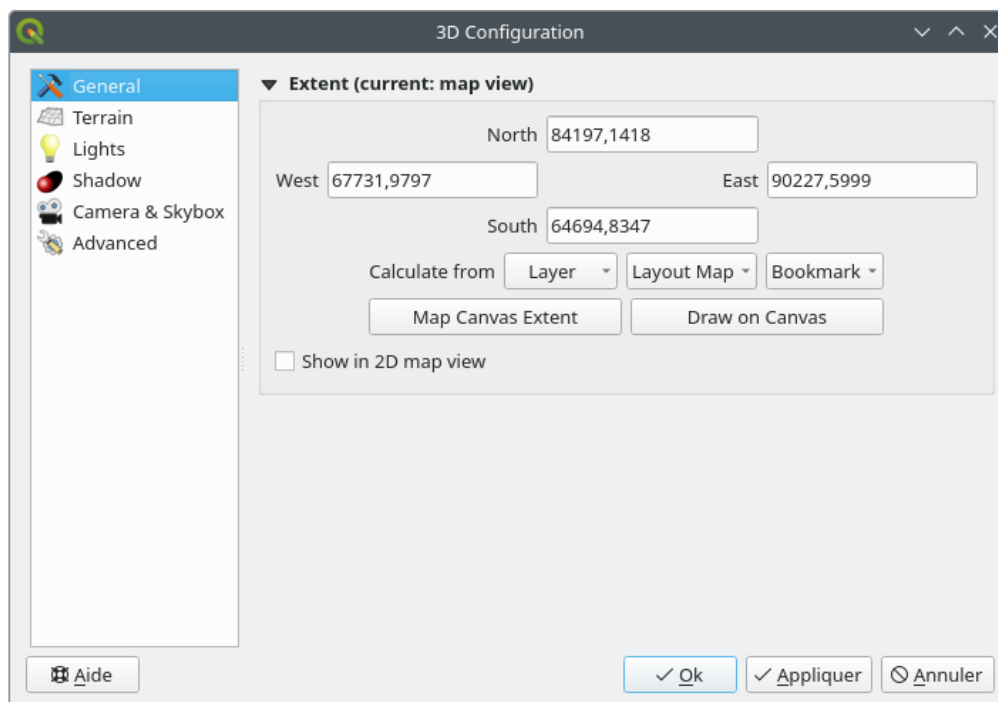 3D Configuration
General
Terrain
Lights
Shadow
Camera & Skybox
Advanced
Extent (current: map view)
North 84197,1418
West 67731,9797 East 90227,5999
South 64694,8347
Calculate from Layer Layout Map Bookmark
Map Canvas Extent Draw on Canvas
Show in 2D map view
Aide Ok Appliquer Annuler